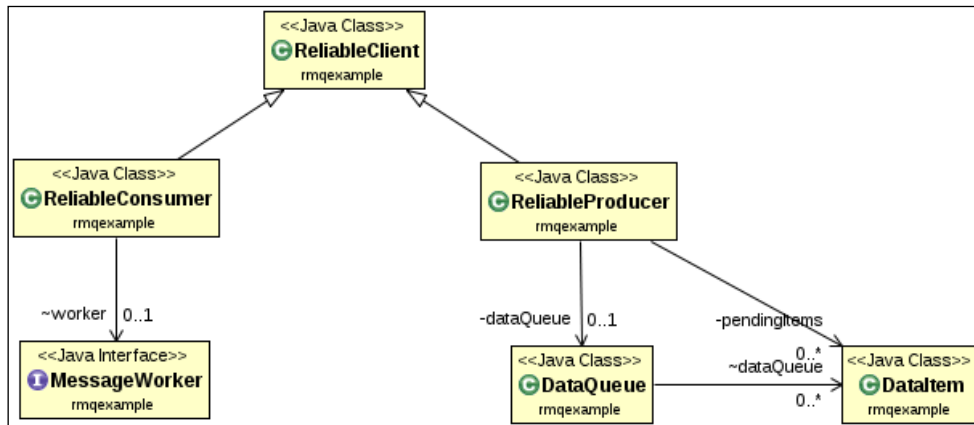 <<Java Class>>
C ReliableClient
rmqexample
<<Java Class>>
C ReliableConsumer
rmqexample
<<Java Class>>
C ReliableProducer
rmqexample
~worker 0..1
-dataQueue 0..1
-pendingItems
0..*
<<Java Interface>>
I MessageWorker
rmqexample
<<Java Class>>
C DataQueue
rmqexample
~dataQueue
0..*
<<Java Class>>
C DataItem
rmqexample